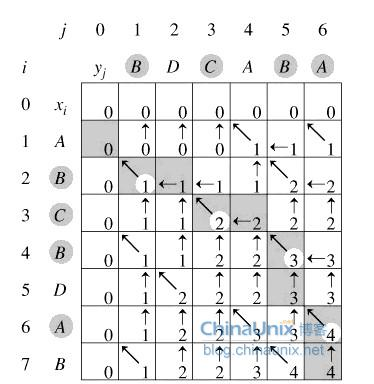 j 0 1 2 3 4 5 6
i y_j B D C A B A
0 x_i 0 0 0 0 0 0 0
1 A 0 ↑0 ↑0 ↑0 ↖1 ←1 ↖1
2 B 0 ↖1 ←1 ←1 ↑1 ↖2 ←2
3 C 0 ↑1 ↑1 ↖2 ←2 ↑2 ↑2
4 B 0 ↖1 ↑1 ↑2 ↑2 ↖3 ←3
5 D 0 ↑1 ↖2 ↑2 ↑2 ↑3 ↑3
6 A 0 ↑1 ↑2 ↑2 ↖3 ↑3 ↖4
ChinaUnix 博客
blog.chinaunix.net
7 B 0 ↖1 ↑2 ↑2 ↑3 ↖4 ↑4